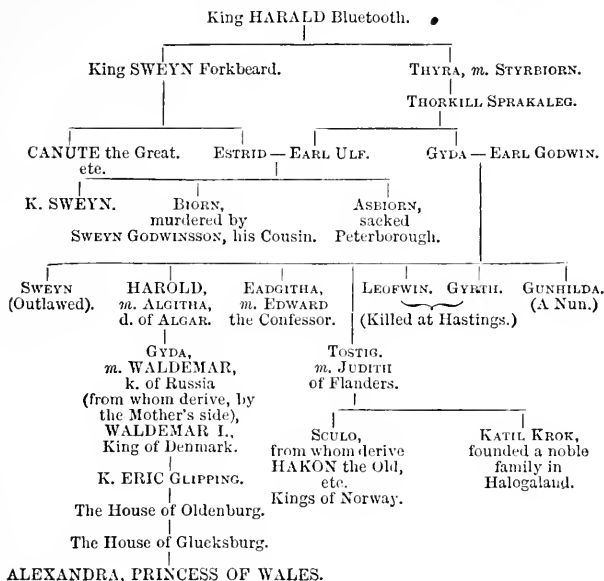 King HARALD Bluetooth.
King SWEYN Forkbeard.
THYRA, m. STYRBIORN.
THORKILL SPRAKALEG.
CANUTE the Great.
etc.
ESTRID — EARL ULF.
GYDA — EARL GODWIN.
K. SWEYN.
BIORN,
murdered by
SWEYN GODWINSSON, his Cousin.
ASBIORN,
sacked
Peterborough.
SWEYN
(Outlawed).
HAROLD,
m. ALGITHA,
d. of ALGAR.
EADGITHA,
m. EDWARD
the Confessor.
LEOFWIN. GYRTH.
(Killed at Hastings.)
GUNHILDA.
(A Nun.)
GYDA,
m. WALDEMAR,
k. of Russia
(from whom derive, by
the Mother's side),
WALDEMAR I.,
King of Denmark.
K. ERIC GLIPPING.
The House of Oldenburg.
The House of Glucksburg.
ALEXANDRA, PRINCESS OF WALES.
TOSTIG.
m. JUDITH
of Flanders.
SCULO,
from whom derive
HAKON the Old,
etc.
Kings of Norway.
KATIL KROK,
founded a noble
family in
Halogaland.